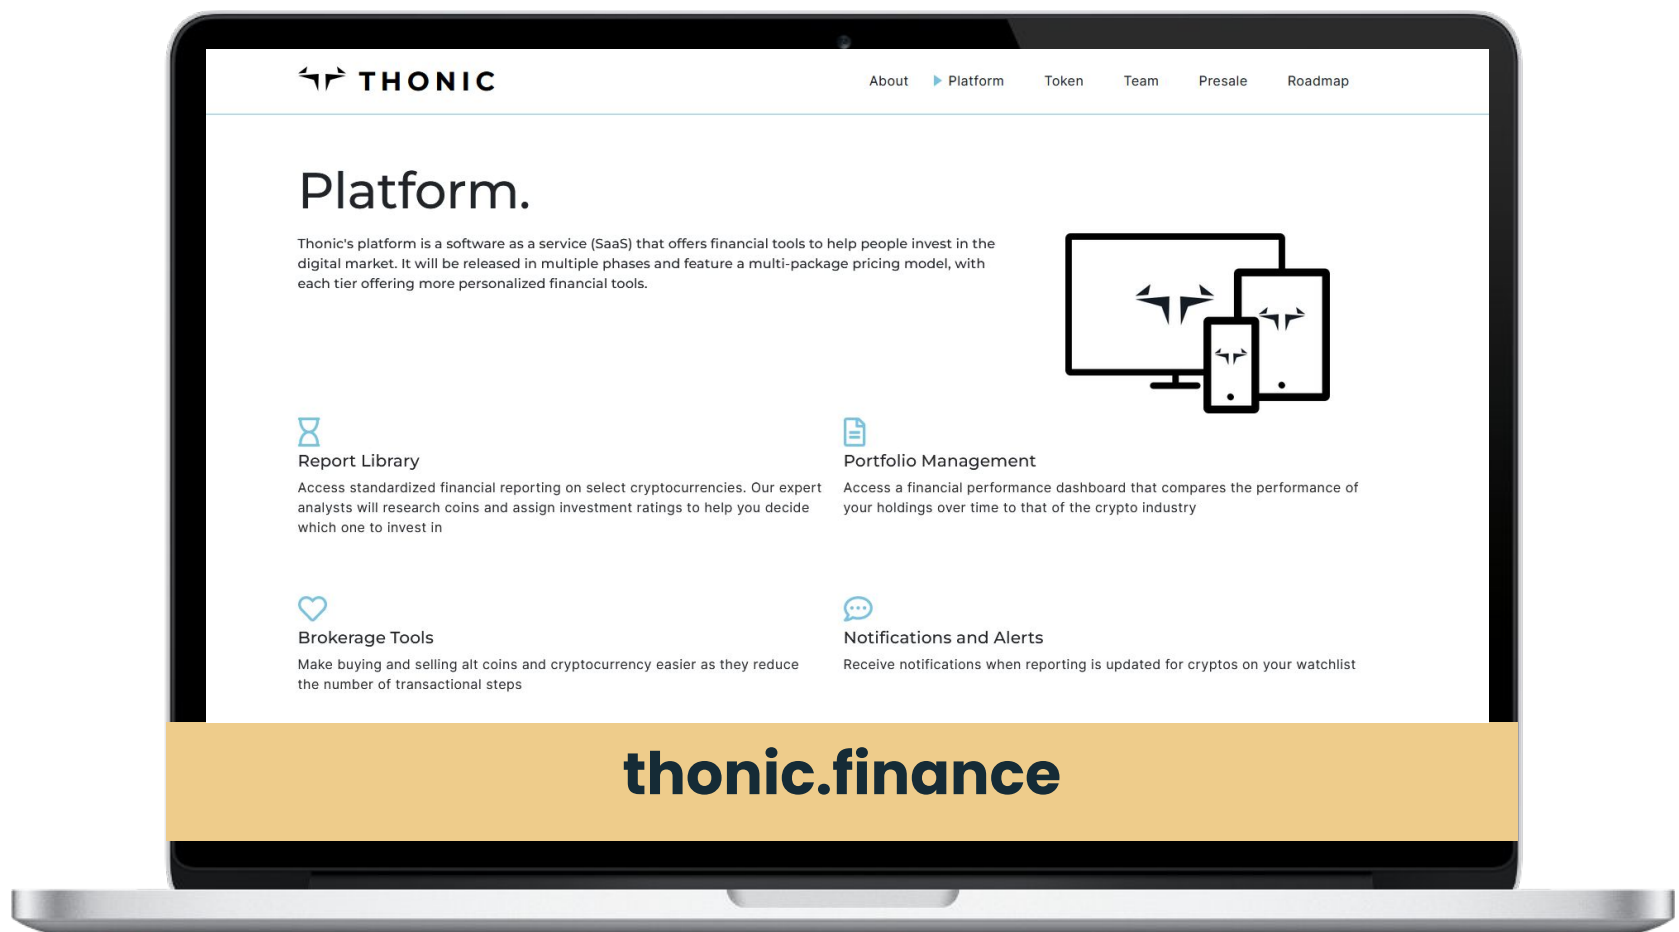 THONIC
About Platform Token Team Presale Roadmap
Platform.
Thonic's platform is a software as a service (SaaS) that offers financial tools to help people invest in the
digital market. It will be released in multiple phases and feature a multi-package pricing model, with
each tier offering more personalized financial tools.
Report Library
Access standardized financial reporting on select cryptocurrencies. Our expert
analysts will research coins and assign investment ratings to help you decide
which one to invest in
Portfolio Management
Access a financial performance dashboard that compares the performance of
your holdings over time to that of the crypto industry
Brokerage Tools
Make buying and selling alt coins and cryptocurrency easier as they reduce
the number of transactional steps
Notifications and Alerts
Receive notifications when reporting is updated for cryptos on your watchlist
thonic.finance